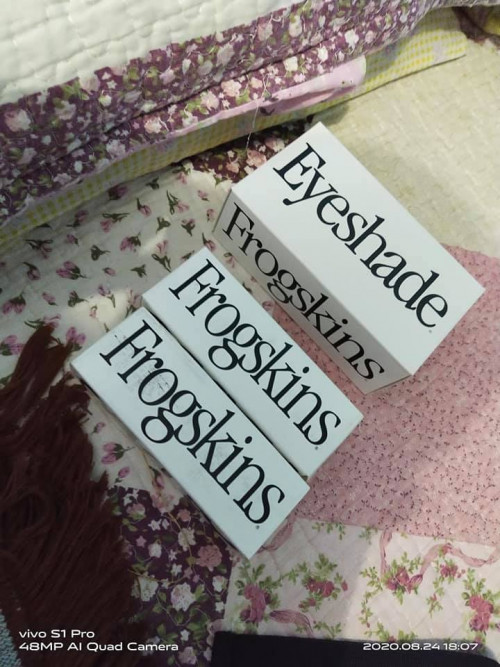 Eyeshade
Frogskins
Frogskins
Frogskins
vivo S1 Pro
48MP AI Quad Camera
2020.08.24 18:07